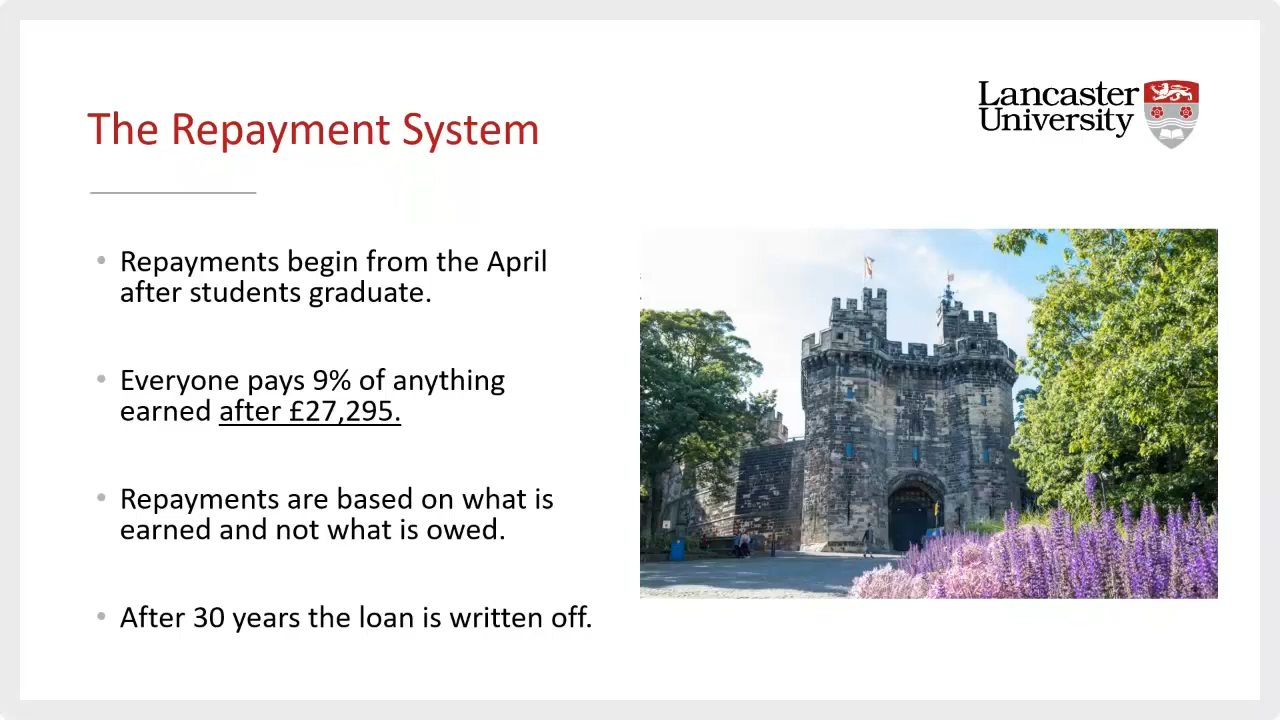 The Repayment System
Lancaster
University
• Repayments begin from the April
after students graduate.
• Everyone pays 9% of anything
earned after £27,295.
• Repayments are based on what is
earned and not what is owed.
• After 30 years the loan is written off.